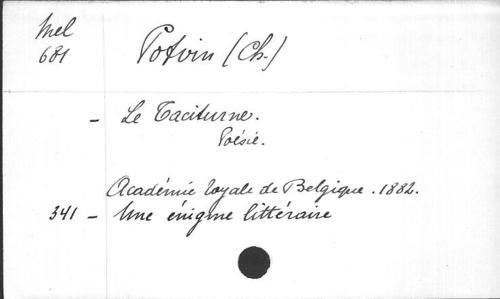 Mel
681
Potvin (Ch.)
- Le Taciturne.
Poésie.
Académie royale de Belgique. 1882.
341 - Une énigme littéraire